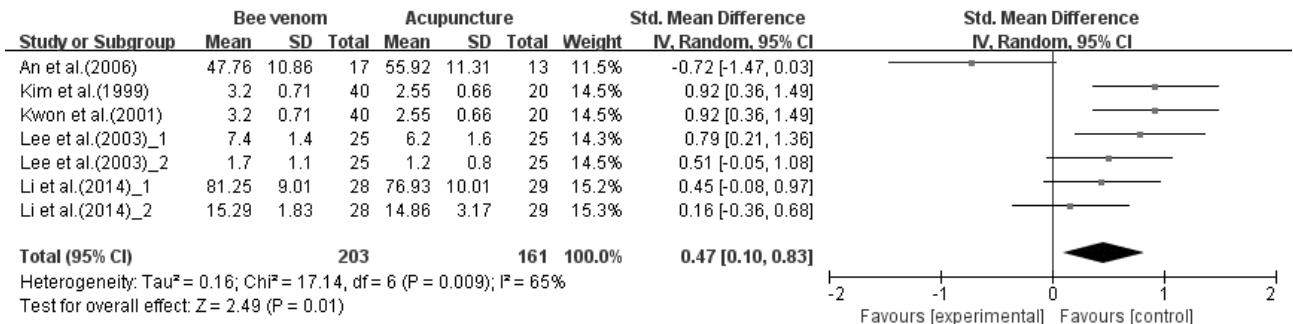 Bee venom Acupuncture Std. Mean Difference Std. Mean Difference
Study or Subgroup Mean SD Total Mean SD Total Weight IV, Random, 95% CI IV, Random, 95% CI
An et al.(2006) 47.76 10.86 17 55.92 11.31 13 11.5% -0.72 [-1.47, 0.03]
Kim et al.(1999) 3.2 0.71 40 2.55 0.66 20 14.5% 0.92 [0.36, 1.49]
Kwon et al.(2001) 3.2 0.71 40 2.55 0.66 20 14.5% 0.92 [0.36, 1.49]
Lee et al.(2003)_1 7.4 1.4 25 6.2 1.6 25 14.3% 0.79 [0.21, 1.36]
Lee et al.(2003)_2 1.7 1.1 25 1.2 0.8 25 14.5% 0.51 [-0.05, 1.08]
Li et al.(2014)_1 81.25 9.01 28 76.93 10.01 29 15.2% 0.45 [-0.08, 0.97]
Li et al.(2014)_2 15.29 1.83 28 14.86 3.17 29 15.3% 0.16 [-0.36, 0.68]
Total (95% CI) 203 161 100.0% 0.47 [0.10, 0.83]
Heterogeneity: Tau² = 0.16; Chi² = 17.14, df = 6 (P = 0.009); I² = 65%
Test for overall effect: Z = 2.49 (P = 0.01)
-2 -1 0 1 2
Favours [experimental] Favours [control]